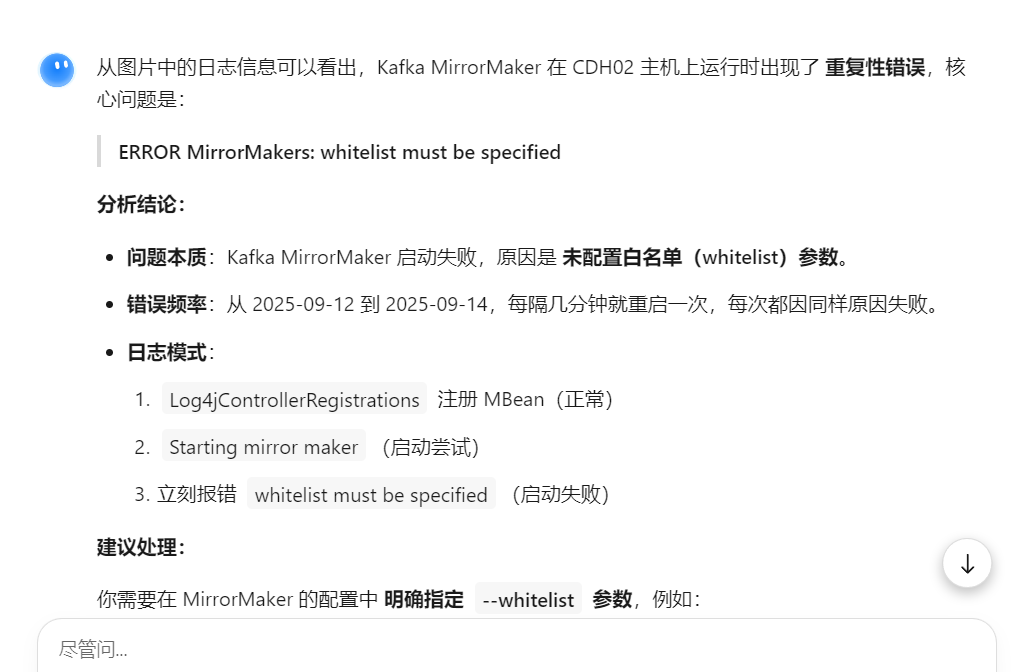 从图片中的日志信息可以看出，Kafka MirrorMaker 在 CDH02 主机上运行时出现了 重复性错误，核
心问题是：
ERROR MirrorMakers: whitelist must be specified
分析结论：
• 问题本质：Kafka MirrorMaker 启动失败，原因是 未配置白名单（whitelist）参数。
• 错误频率：从 2025-09-12 到 2025-09-14，每隔几分钟就重启一次，每次都因同样原因失败。
• 日志模式：
1. Log4jControllerRegistrations 注册 MBean（正常）
2. Starting mirror maker （启动尝试）
3. 立刻报错 whitelist must be specified （启动失败）
建议处理：
你需要在 MirrorMaker 的配置中 明确指定 --whitelist 参数，例如：
尽管问...